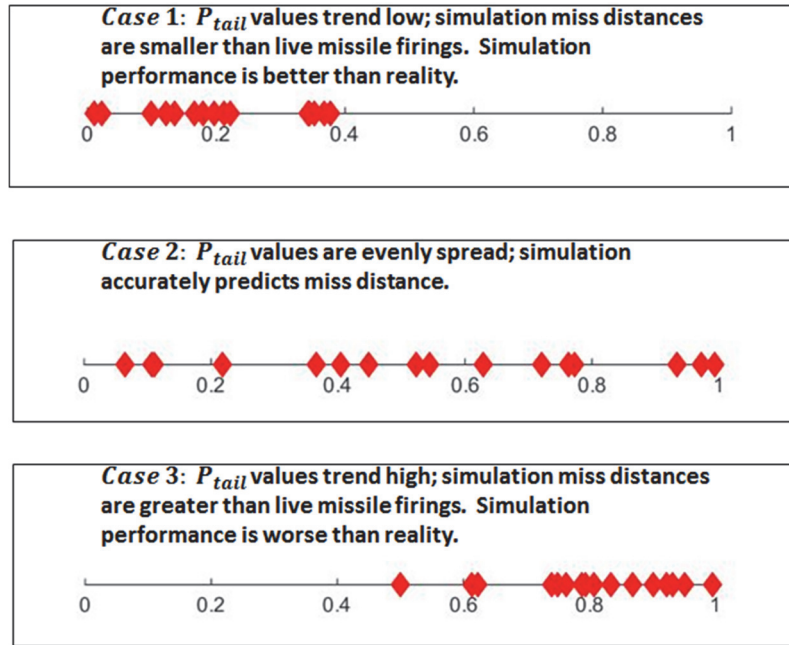 Case 1: P_tail values trend low; simulation miss distances
are smaller than live missile firings. Simulation
performance is better than reality.
0 0.2 0.4 0.6 0.8 1
Case 2: P_tail values are evenly spread; simulation
accurately predicts miss distance.
0 0.2 0.4 0.6 0.8 1
Case 3: P_tail values trend high; simulation miss distances
are greater than live missile firings. Simulation
performance is worse than reality.
0 0.2 0.4 0.6 0.8 1